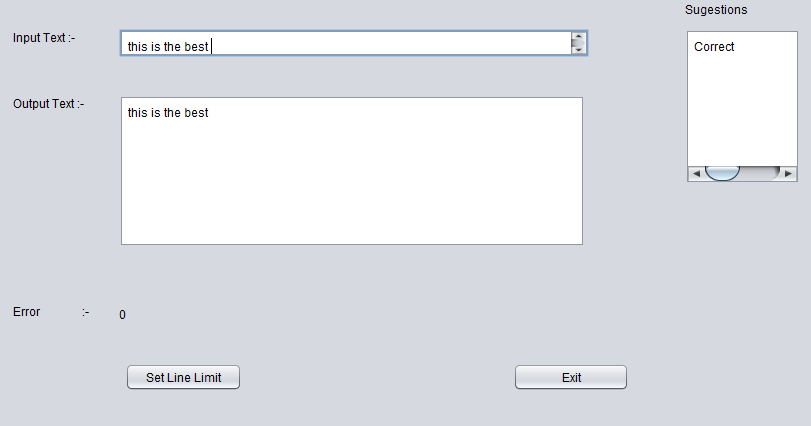 Sugestions
Input Text :-
this is the best
Correct
Output Text :-
this is the best
Error :-
0
Set Line Limit
Exit